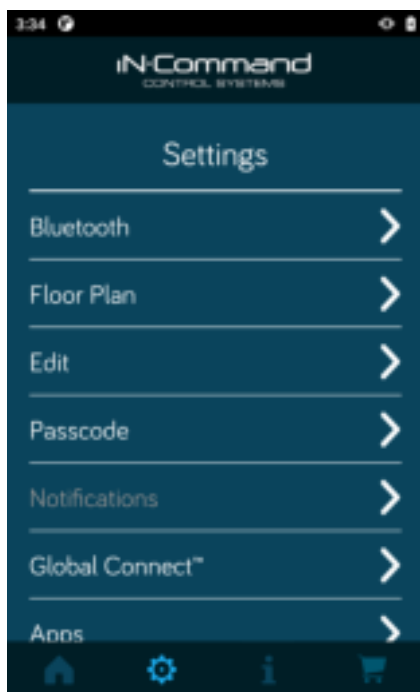 3:34
iN·Command
CONTROL SYSTEMS
Settings
Bluetooth
Floor Plan
Edit
Passcode
Notifications
Global Connect™
Apps